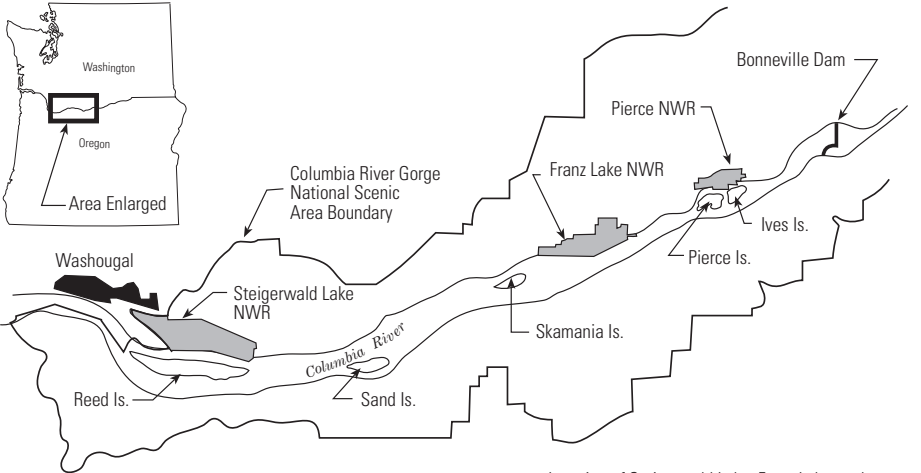 Washington
Oregon
Area Enlarged
Columbia River Gorge
National Scenic
Area Boundary
Bonneville Dam
Pierce NWR
Franz Lake NWR
Ives Is.
Pierce Is.
Washougal
Steigerwald Lake
NWR
Skamania Is.
Columbia River
Reed Is.
Sand Is.